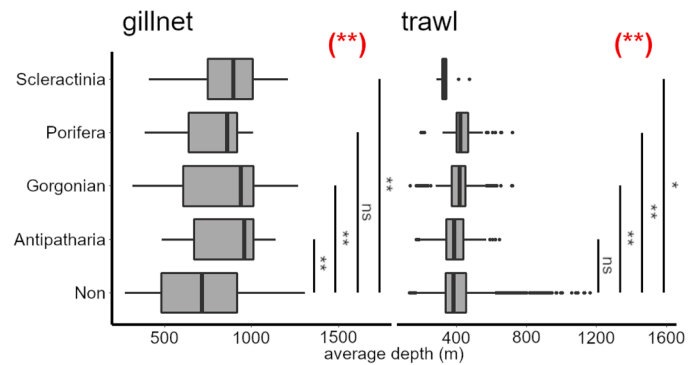 gillnet
trawl
(**)
(**)
Scleractinia
Porifera
Gorgonian
Antipatharia
Non
**
**
ns
**
ns
**
**
*
500
1000
1500
400
800
1200
1600
average depth (m)